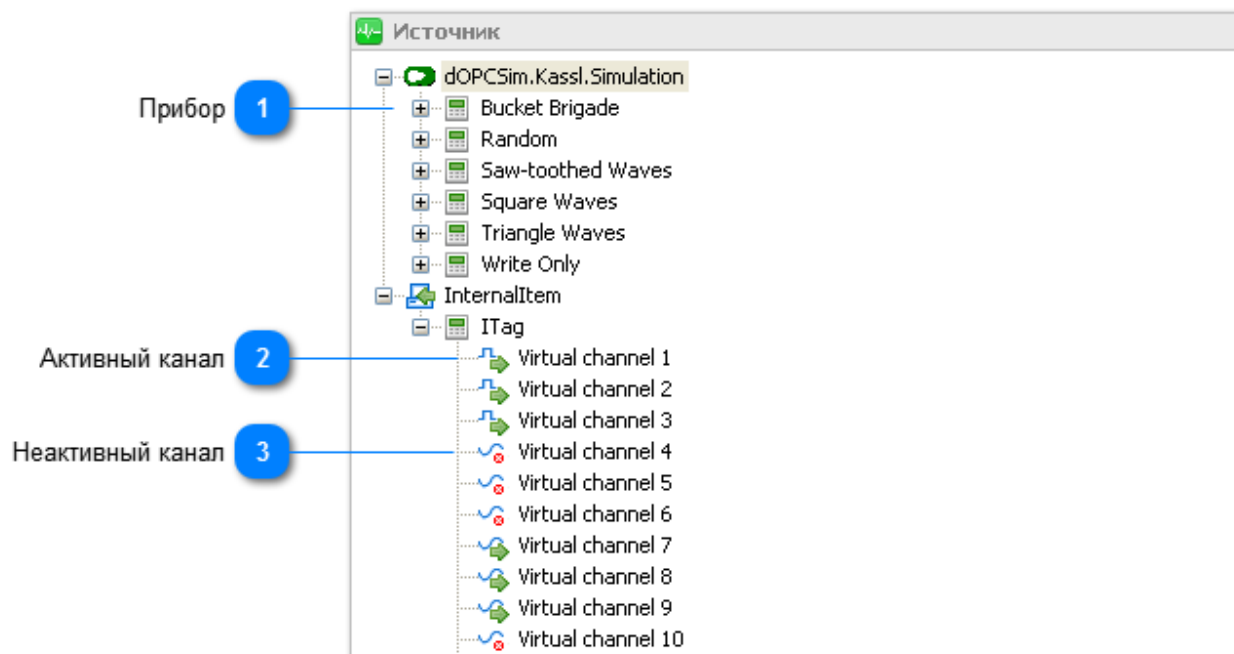 Источник
dOPCSim.Kassl.Simulation
Прибор 1 Bucket Brigade
Random
Saw-toothed Waves
Square Waves
Triangle Waves
Write Only
InternalItem
ITag
Активный канал 2 Virtual channel 1
Virtual channel 2
Virtual channel 3
Неактивный канал 3 Virtual channel 4
Virtual channel 5
Virtual channel 6
Virtual channel 7
Virtual channel 8
Virtual channel 9
Virtual channel 10